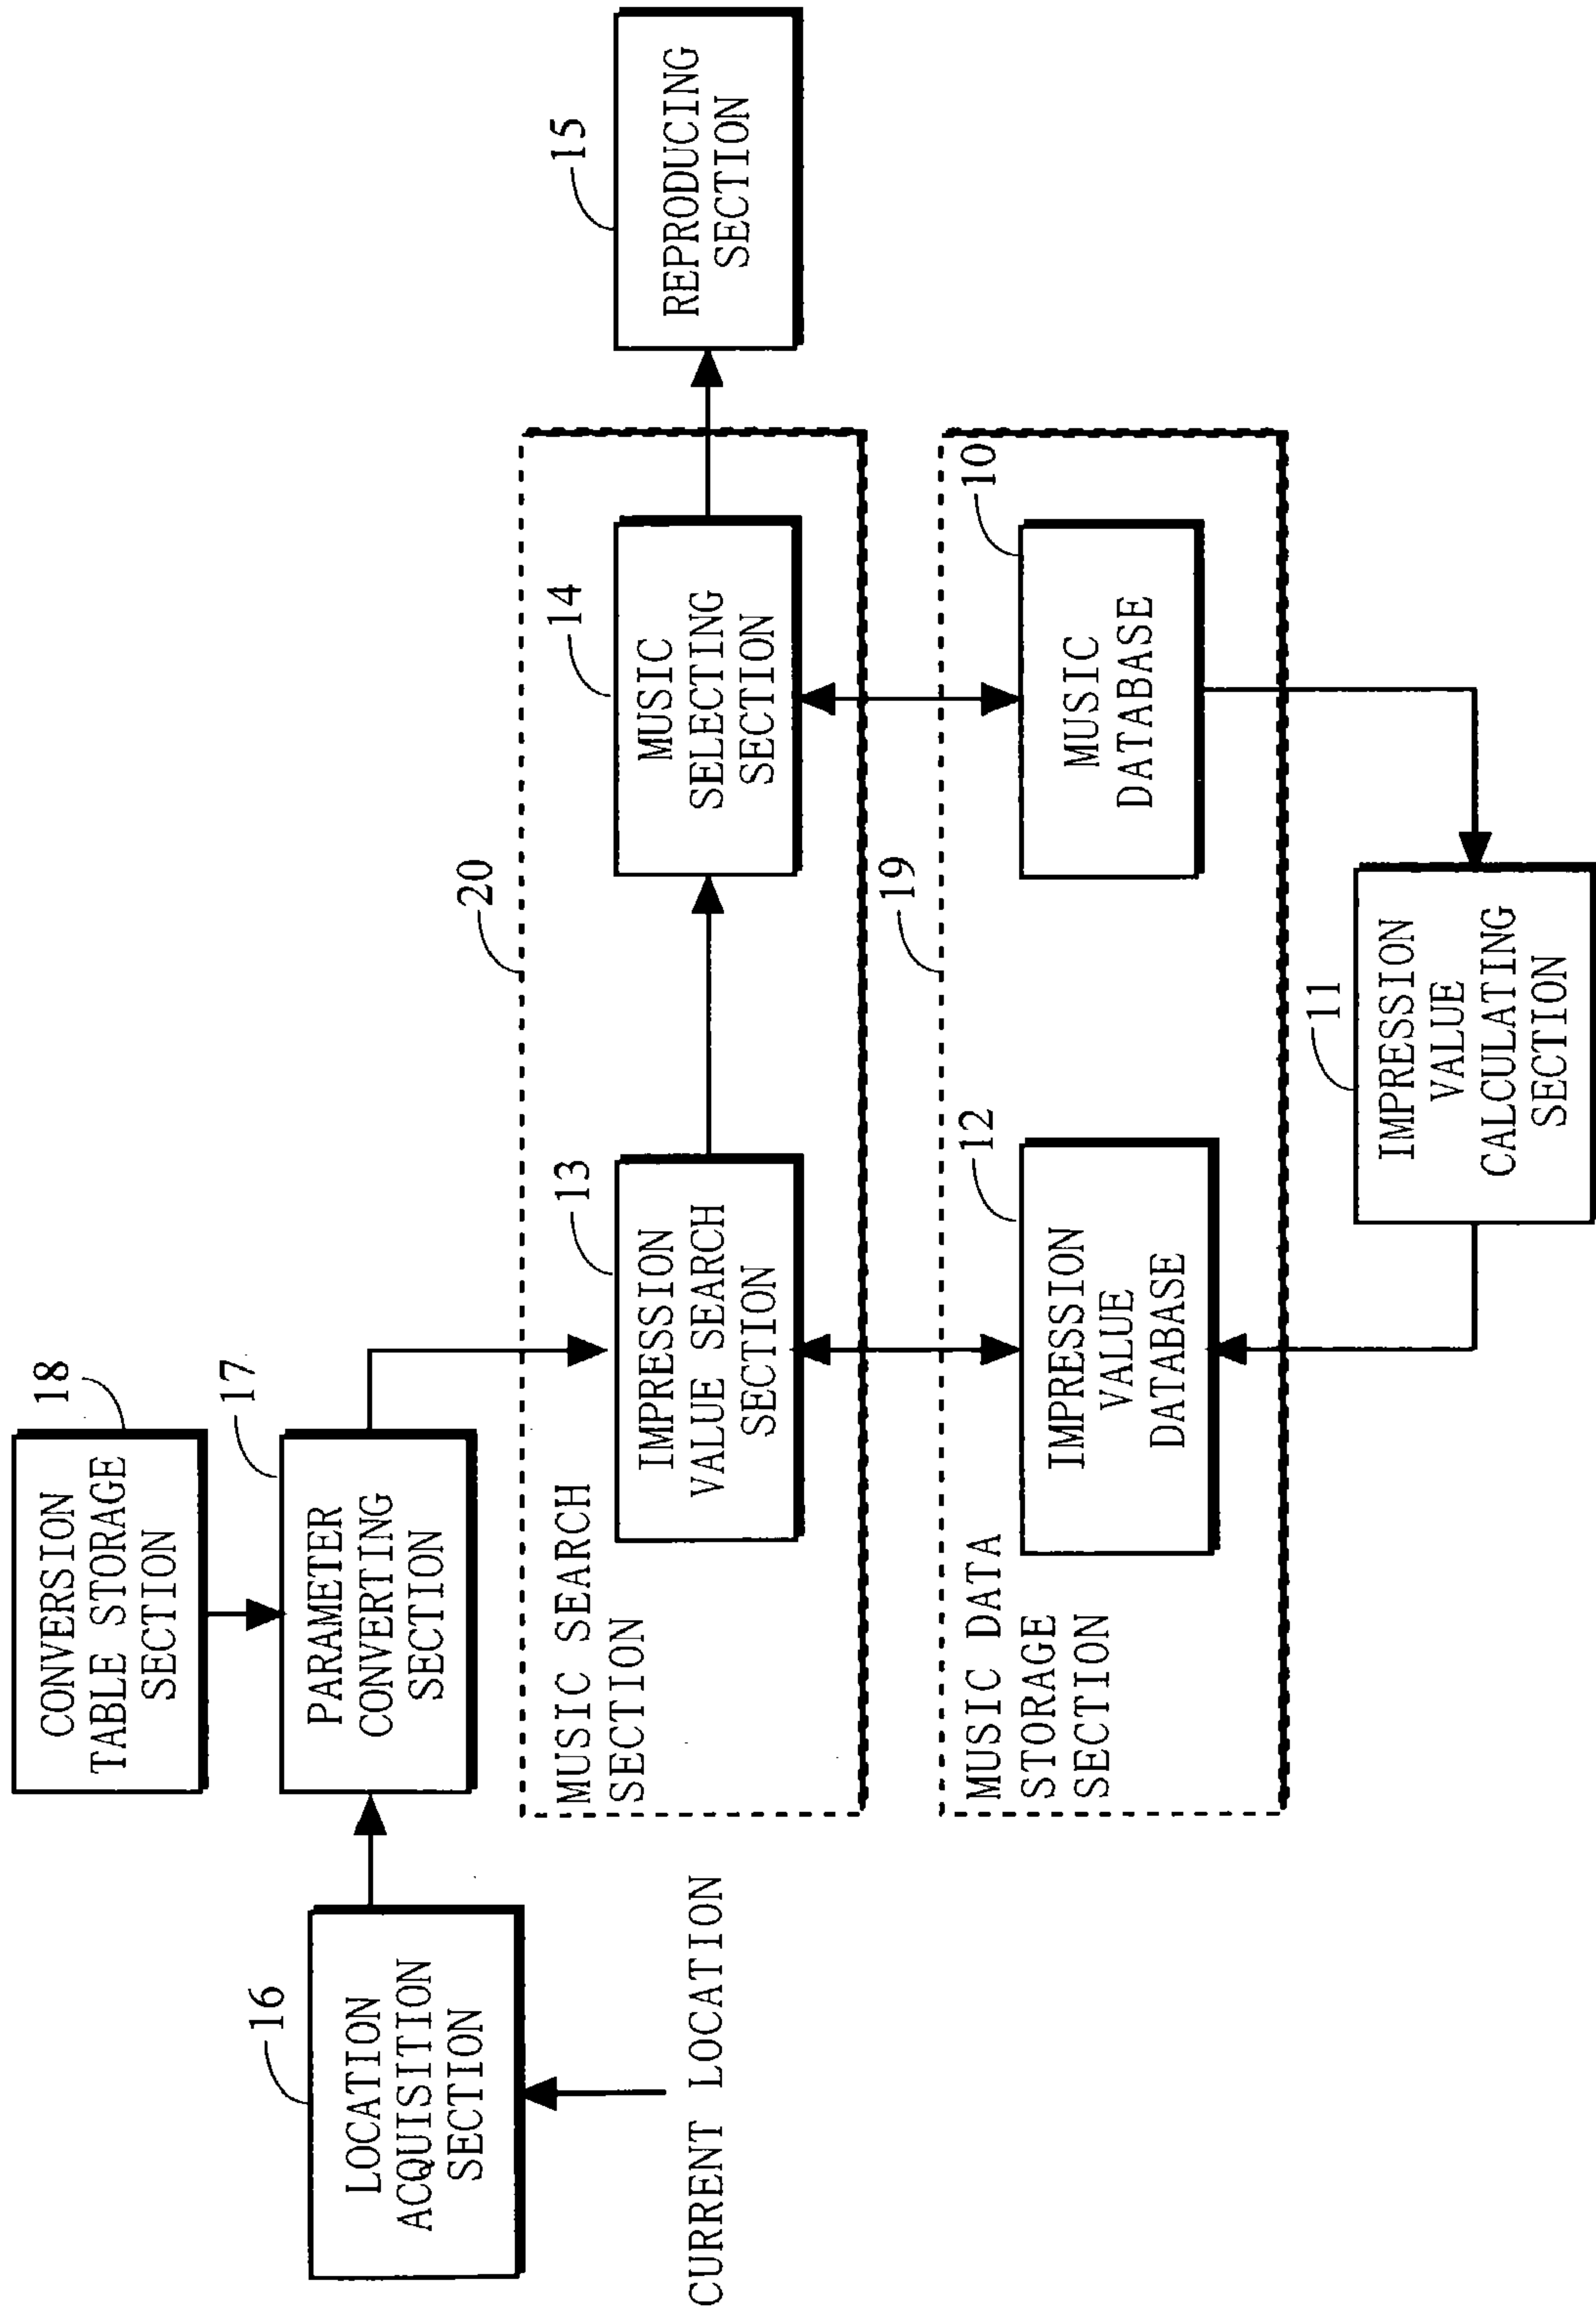 18
CONVERSION
TABLE STORAGE
SECTION
17
PARAMETER
CONVERTING
SECTION
16
LOCATION
ACQUISITION
SECTION
CURRENT LOCATION
20
MUSIC SEARCH
SECTION
13
IMPRESSION
VALUE SEARCH
SECTION
14
MUSIC
SELECTING
SECTION
15
REPRODUCING
SECTION
19
MUSIC DATA
STORAGE
SECTION
12
IMPRESSION
VALUE
DATABASE
10
MUSIC
DATABASE
11
IMPRESSION
VALUE
CALCULATING
SECTION